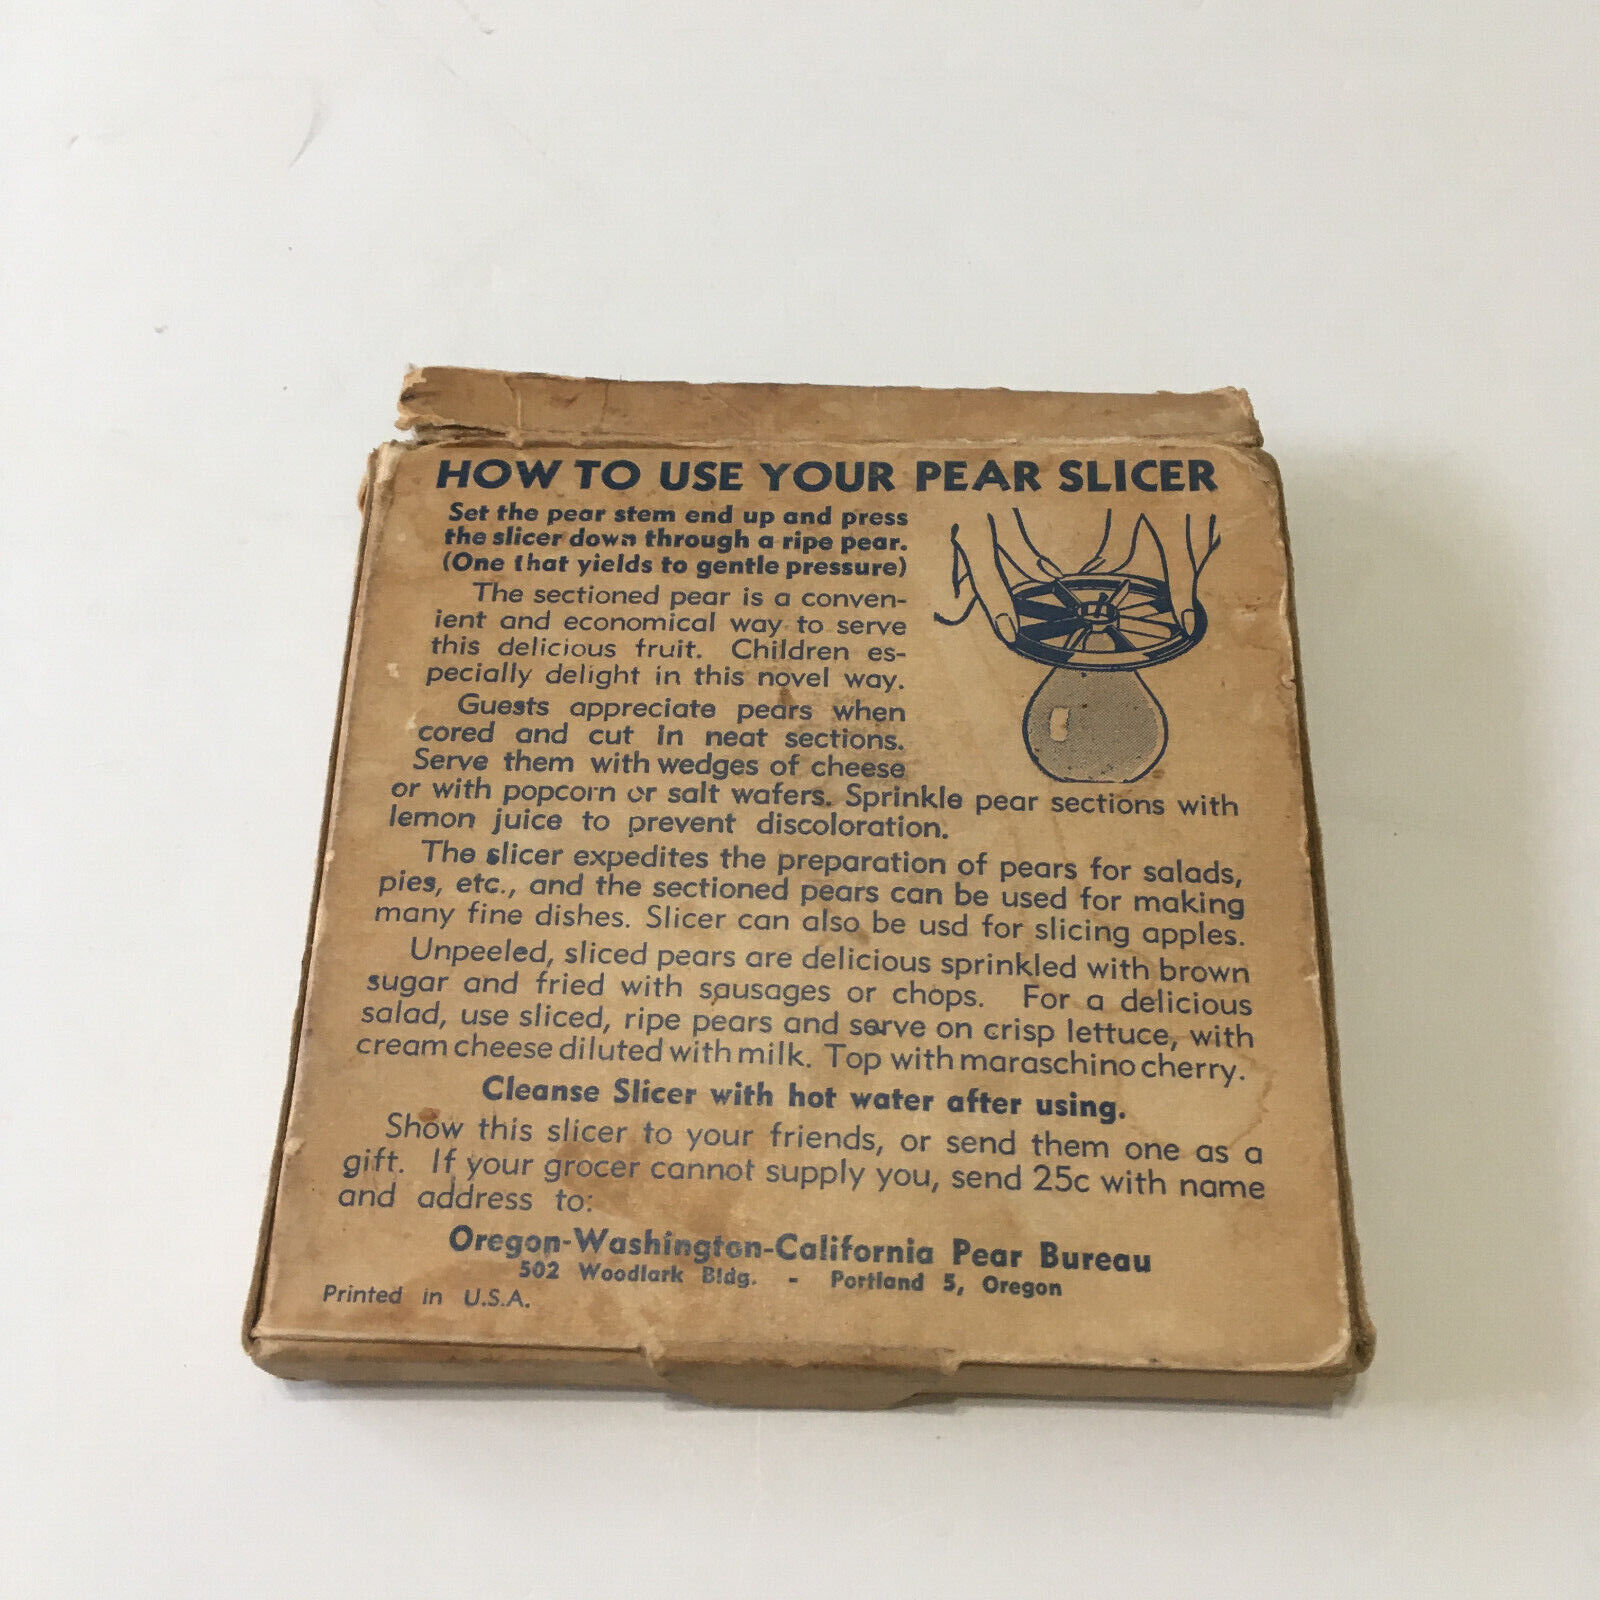 HOW TO USE YOUR PEAR SLICER
Set the pear stem end up and press
the slicer down through a ripe pear.
(One that yields to gentle pressure)
The sectioned pear is a conven-
ient and economical way to serve
this delicious fruit. Children es-
pecially delight in this novel way.
Guests appreciate pears when
cored and cut in neat sections.
Serve them with wedges of cheese
or with popcorn or salt wafers. Sprinkle pear sections with
lemon juice to prevent discoloration.
The slicer expedites the preparation of pears for salads,
pies, etc., and the sectioned pears can be used for making
many fine dishes. Slicer can also be usd for slicing apples.
Unpeeled, sliced pears are delicious sprinkled with brown
sugar and fried with sausages or chops. For a delicious
salad, use sliced, ripe pears and serve on crisp lettuce, with
cream cheese diluted with milk. Top with maraschino cherry.
Cleanse Slicer with hot water after using.
Show this slicer to your friends, or send them one as a
gift. If your grocer cannot supply you, send 25c with name
and address to:
Oregon-Washington-California Pear Bureau
502 Woodlark Bldg. - Portland 5, Oregon
Printed in U.S.A.